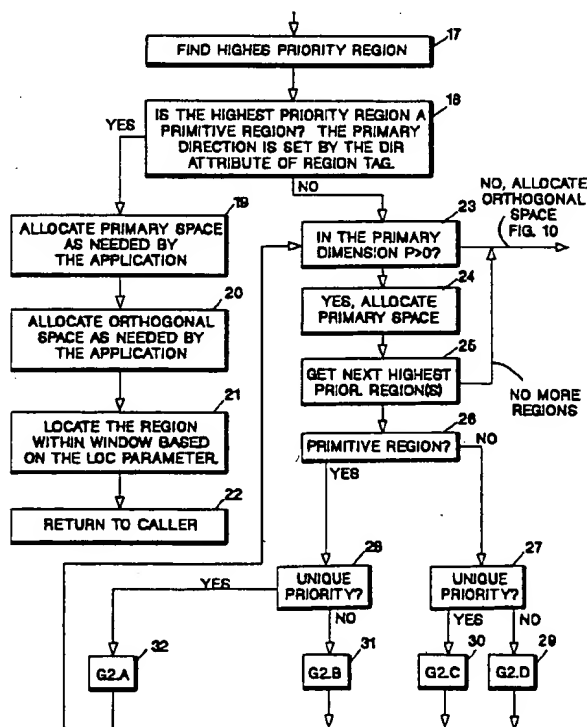 17
FIND HIGHES PRIORITY REGION
18
IS THE HIGHEST PRIORITY REGION A
PRIMITIVE REGION? THE PRIMARY
DIRECTION IS SET BY THE DIR
ATTRIBUTE OF REGION TAG.
YES
NO
19
ALLOCATE PRIMARY SPACE
AS NEEDED BY
THE APPLICATION
20
ALLOCATE ORTHOGONAL
SPACE AS NEEDED BY
THE APPLICATION
21
LOCATE THE REGION
WITHIN WINDOW BASED
ON THE LOC PARAMETER.
22
RETURN TO CALLER
23
IN THE PRIMARY
DIMENSION P>0?
NO, ALLOCATE
ORTHOGONAL
SPACE
FIG. 10
24
YES, ALLOCATE
PRIMARY SPACE
25
GET NEXT HIGHEST
PRIOR. REGION(S)
NO MORE
REGIONS
26
PRIMITIVE REGION?
NO
YES
28
UNIQUE
PRIORITY?
YES
NO
27
UNIQUE
PRIORITY?
YES
NO
32
G2.A
31
G2.B
30
G2.C
29
G2.D